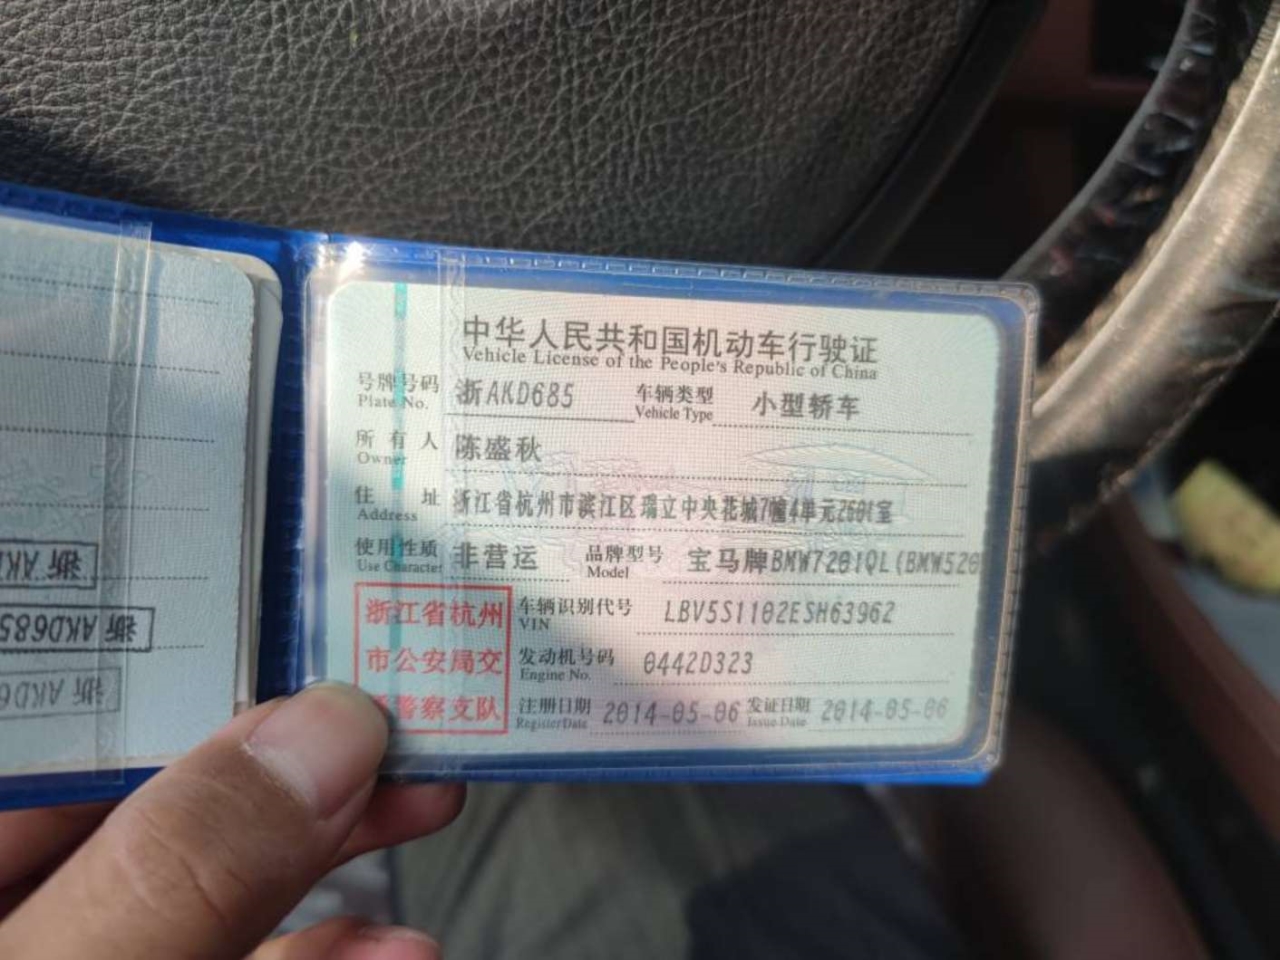 中华人民共和国机动车行驶证
Vehicle License of the People's Republic of China
号牌号码 浙AKD685 车辆类型 小型轿车
Plate No. Vehicle Type
所有人 陈盛秋
Owner
住址 浙江省杭州市滨江区瑞立中央花城7幢4单元2601室
Address
使用性质 非营运 品牌型号 宝马牌BMW7201QL(BMW520
Use Character Model
浙江省杭州 车辆识别代号 LBV5S1102ESH63962
VIN
市公安局交 发动机号码 0442D323
Engine No.
警察支队 注册日期 2014-05-06 发证日期 2014-05-06
Register Date Issue Date
浙AK
浙AKD685
浙AKD6